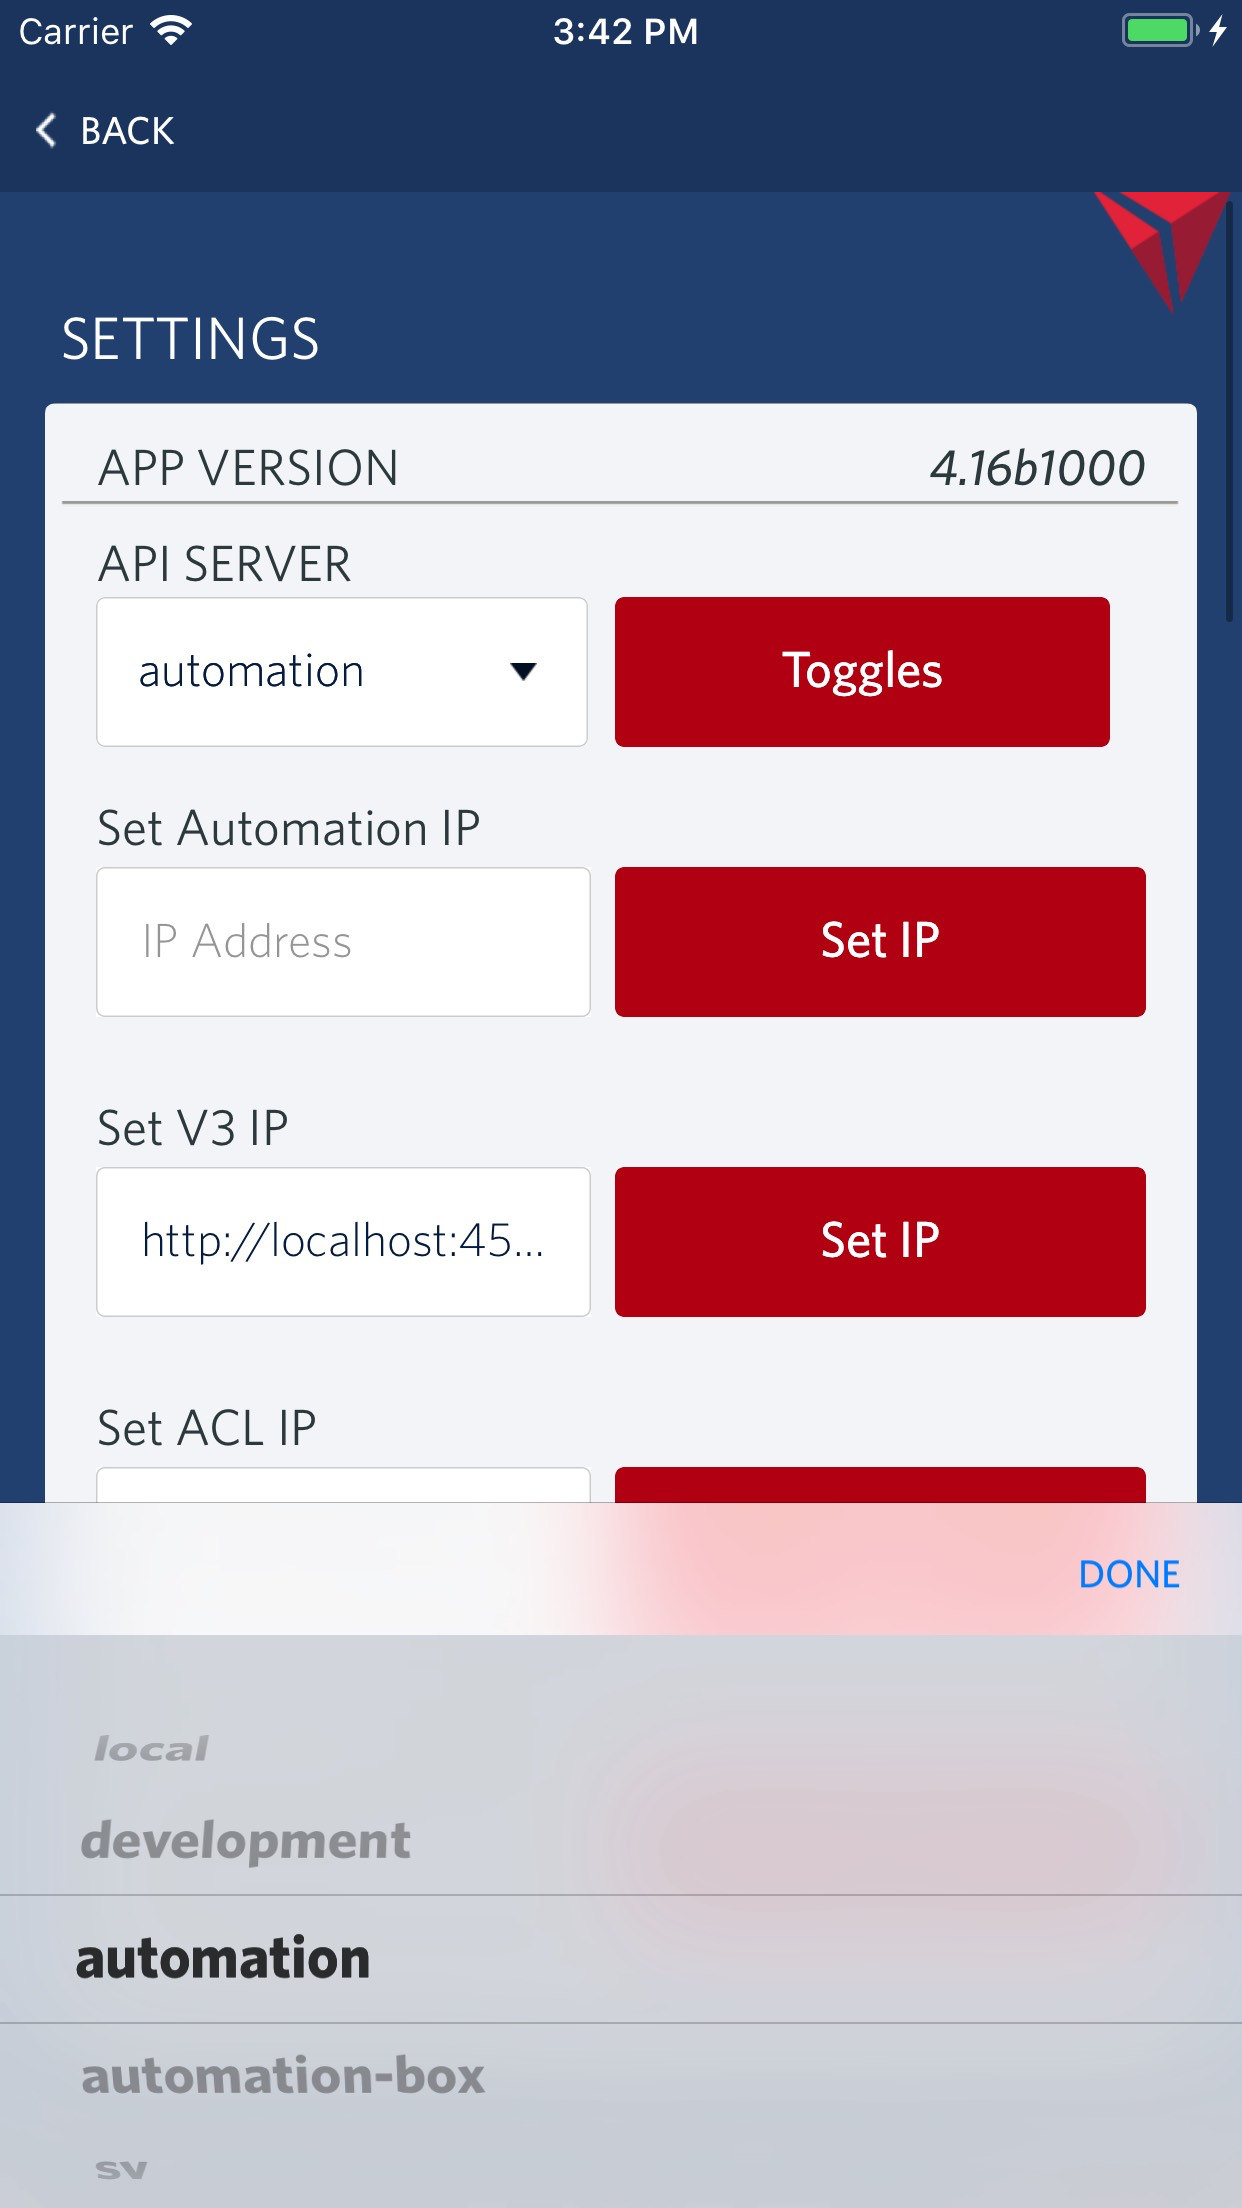 Carrier 3:42 PM
BACK
SETTINGS
APP VERSION 4.16b1000
API SERVER
automation Toggles
Set Automation IP
IP Address Set IP
Set V3 IP
http://localhost:45... Set IP
Set ACL IP
DONE
local
development
automation
automation-box
sv